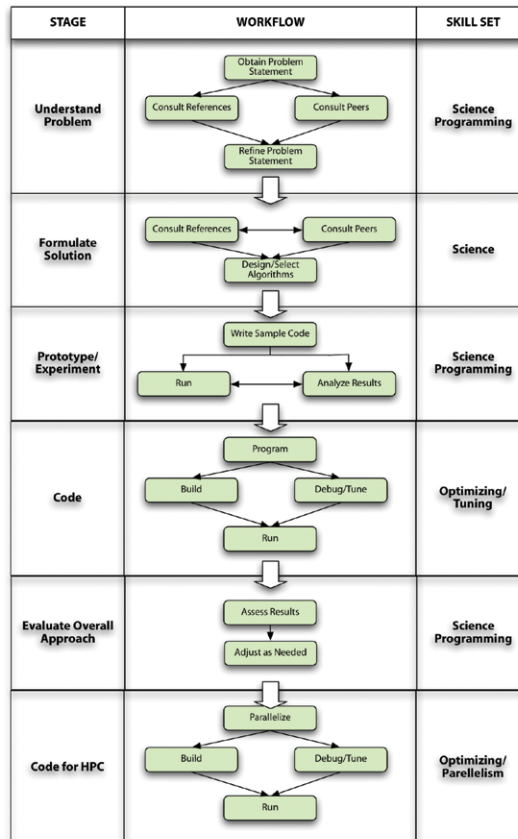 STAGE
WORKFLOW
SKILL SET
Understand
Problem
Obtain Problem
Statement
Consult References
Consult Peers
Refine Problem
Statement
Science
Programming
Formulate
Solution
Consult References
Consult Peers
Design/Select
Algorithms
Science
Prototype/
Experiment
Write Sample Code
Run
Analyze Results
Science
Programming
Code
Program
Build
Debug/Tune
Run
Optimizing/
Tuning
Evaluate Overall
Approach
Assess Results
Adjust as Needed
Science
Programming
Code for HPC
Parallelize
Build
Debug/Tune
Run
Optimizing/
Parellelism